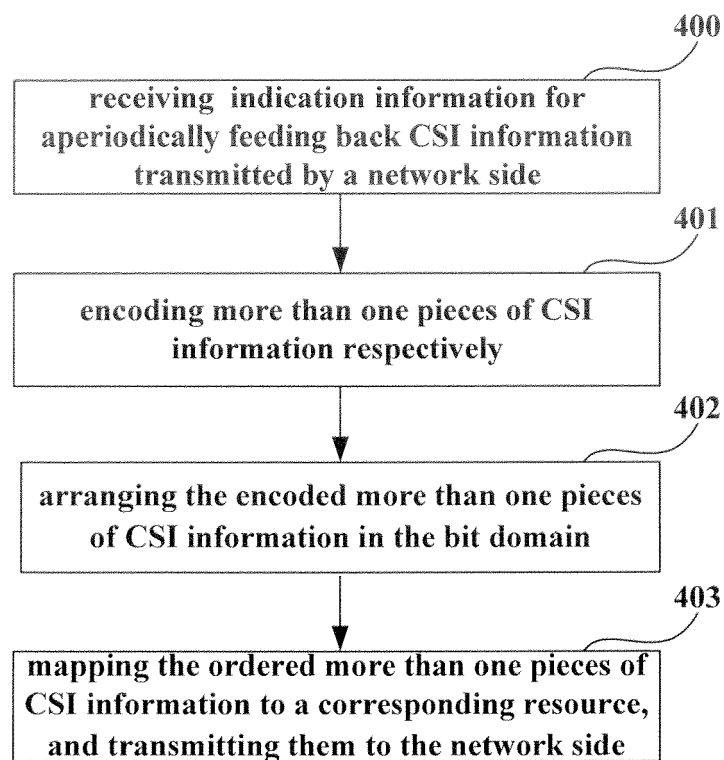 400
receiving indication information for
aperiodically feeding back CSI information
transmitted by a network side
401
encoding more than one pieces of CSI
information respectively
402
arranging the encoded more than one pieces
of CSI information in the bit domain
403
mapping the ordered more than one pieces of
CSI information to a corresponding resource,
and transmitting them to the network side